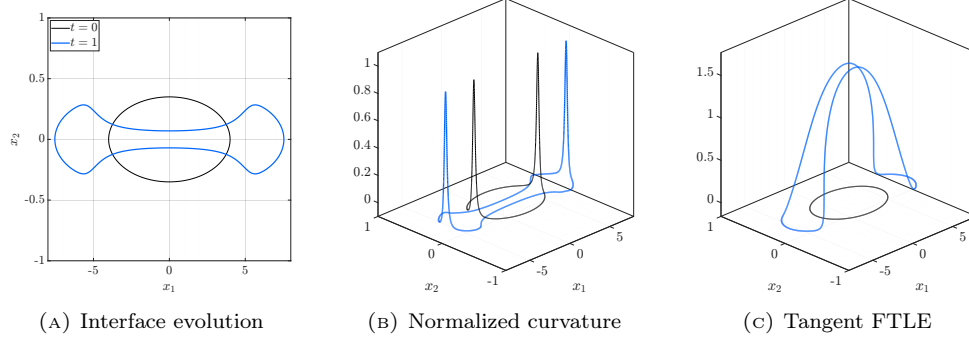 t = 0
t = 1
1
0.5
0
-0.5
-1
x₂
-5
0
5
x₁
1
0.8
0.6
0.4
0.2
0
1
0
-1
x₂
-5
0
5
x₁
1.5
1
0.5
0
1
0
-1
x₂
-5
0
5
x₁
(A) Interface evolution
(B) Normalized curvature
(C) Tangent FTLE